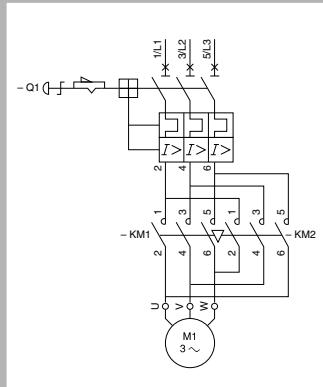 1/L1 3/L2 5/L3
– Q1
I> I> I>
2 4 6
1 3 5 1 3 5
– KM1 – KM2
2 4 6 2 4 6
U V W
M1
3 ~